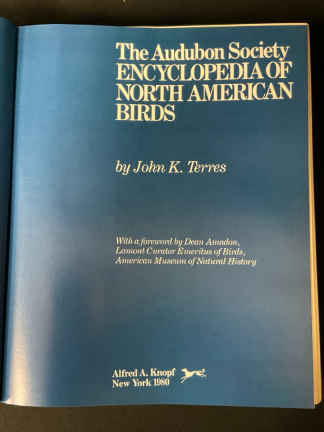 The Audubon Society
ENCYCLOPEDIA OF
NORTH AMERICAN
BIRDS
by John K. Terres
With a foreword by Dean Amadon,
Lamont Curator Emeritus of Birds,
American Museum of Natural History
Alfred A. Knopf
New York 1980